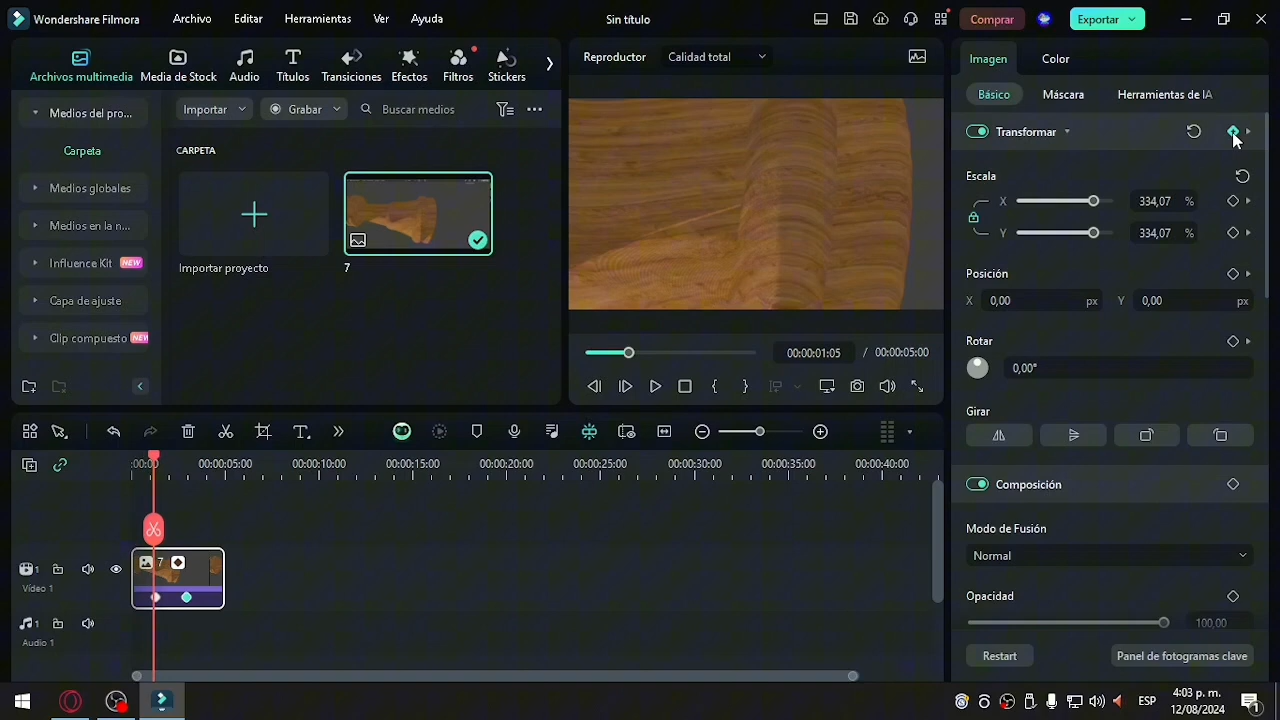 Wondershare Filmora
Archivo
Editar
Herramientas
Ver
Ayuda
Sin título
Comprar
Exportar
Archivos multimedia
Media de Stock
Audio
Títulos
Transiciones
Efectos
Filtros
Stickers
Reproductor
Calidad total
Imagen
Color
Básico
Máscara
Herramientas de IA
Medios del pro...
Carpeta
Medios globales
Medios en la n...
Influence Kit NEW
Capa de ajuste
Clip compuesto NEW
Importar
Grabar
Buscar medios
CARPETA
Importar proyecto
7
00:00:01:05 / 00:00:05:00
Transformar
Escala
X 334,07 %
Y 334,07 %
Posición
X 0,00 px Y 0,00 px
Rotar
0,00°
Girar
Composición
Modo de Fusión
Normal
Opacidad
100,00
Restart
Panel de fotogramas clave
:00:00 00:00:05:00 00:00:10:00 00:00:15:00 00:00:20:00 00:00:25:00 00:00:30:00 00:00:35:00 00:00:40:00
1
7
Vídeo 1
1
Audio 1
ESP
4:03 p. m.
12/08/2024
1